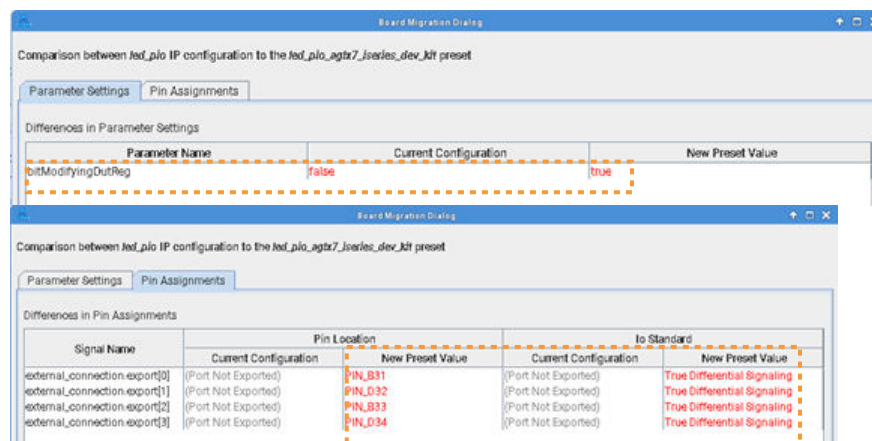 Board Migration Dialog
Comparison between led_pio IP configuration to the led_pio_agtx7_iseries_dev_kit preset
Parameter Settings Pin Assignments
Differences in Parameter Settings
Parameter Name Current Configuration New Preset Value
bitModifyingOutReg false true
Board Migration Dialog
Comparison between led_pio IP configuration to the led_pio_agtx7_iseries_dev_kit preset
Parameter Settings Pin Assignments
Differences in Pin Assignments
Signal Name Pin Location Io Standard
Current Configuration New Preset Value Current Configuration New Preset Value
external_connection.export[0] (Port Not Exported) PIN_B31 (Port Not Exported) True Differential Signaling
external_connection.export[1] (Port Not Exported) PIN_D32 (Port Not Exported) True Differential Signaling
external_connection.export[2] (Port Not Exported) PIN_B33 (Port Not Exported) True Differential Signaling
external_connection.export[3] (Port Not Exported) PIN_D34 (Port Not Exported) True Differential Signaling